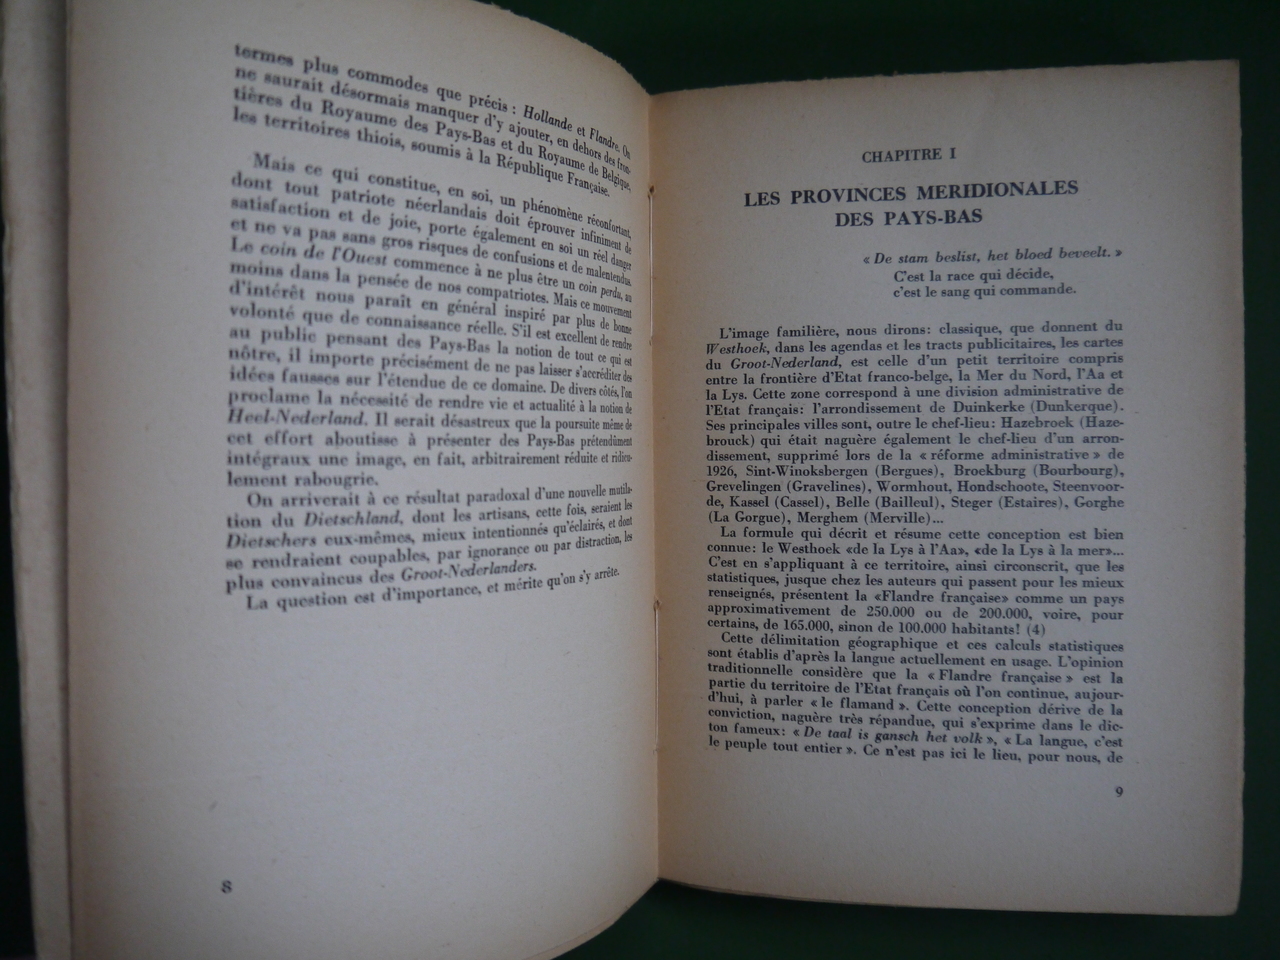 termes plus commodes que précis : Hollande et Flandre. On
ne saurait désormais manquer d'y ajouter, en dehors des fron-
tières du Royaume des Pays-Bas et du Royaume de Belgique,
les territoires thiois, soumis à la République Française.
Mais ce qui constitue, en soi, un phénomène réconfortant,
dont tout patriote néerlandais doit éprouver infiniment de
satisfaction et de joie, porte également en soi un réel danger
et ne va pas sans gros risques de confusions et de malentendus.
Le coin de l'Ouest commence à ne plus être un coin perdu, au
moins dans la pensée de nos compatriotes. Mais ce mouvement
d'intérêt nous paraît en général inspiré par plus de bonne
volonté que de connaissance réelle. S'il est excellent de rendre
au public pensant des Pays-Bas la notion de tout ce qui est
nôtre, il importe précisément de ne pas laisser s'accréditer des
idées fausses sur l'étendue de ce domaine. De divers côtés, l'on
proclame la nécessité de rendre vie et actualité à la notion de
Heel-Nederland. Il serait désastreux que la poursuite même de
cet effort aboutisse à présenter des Pays-Bas prétendûment
intégraux une image, en fait, arbitrairement réduite et ridicu-
lement rabougrie.
On arriverait à ce résultat paradoxal d'une nouvelle mutila-
tion du Dietschland, dont les artisans, cette fois, seraient les
Dietschers eux-mêmes, mieux intentionnés qu'éclairés, et dont
se rendraient coupables, par ignorance ou par distraction, les
plus convaincus des Groot-Nederlanders.
La question est d'importance, et mérite qu'on s'y arrête.
8
CHAPITRE I
LES PROVINCES MERIDIONALES
DES PAYS-BAS
« De stam beslist, het bloed beveelt. »
C'est la race qui décide,
c'est le sang qui commande.
L'image familière, nous dirons: classique, que donnent du
Westhoek, dans les agendas et les tracts publicitaires, les cartes
du Groot-Nederland, est celle d'un petit territoire compris
entre la frontière d'Etat franco-belge, la Mer du Nord, l'Aa et
la Lys. Cette zone correspond à une division administrative de
l'Etat français: l'arrondissement de Duinkerke (Dunkerque).
Ses principales villes sont, outre le chef-lieu: Hazebroek (Haze-
brouck) qui était naguère également le chef-lieu d'un arron-
dissement, supprimé lors de la « réforme administrative » de
1926, Sint-Winoksbergen (Bergues), Broekburg (Bourbourg),
Grevelingen (Gravelines), Wormhout, Hondschoote, Steenvoor-
de, Kassel (Cassel), Belle (Bailleul), Steger (Estaires), Gorghe
(La Gorgue), Merghem (Merville)...
La formule qui décrit et résume cette conception est bien
connue: le Westhoek «de la Lys à l'Aa», «de la Lys à la mer»...
C'est en s'appliquant à ce territoire, ainsi circonscrit, que les
statistiques, jusque chez les auteurs qui passent pour les mieux
renseignés, présentent la «Flandre française» comme un pays
approximativement de 250.000 ou de 200.000, voire, pour
certains, de 165.000, sinon de 100.000 habitants! (4)
Cette délimitation géographique et ces calculs statistiques
sont établis d'après la langue actuellement en usage. L'opinion
traditionnelle considère que la « Flandre française » est la
partie du territoire de l'Etat français où l'on continue, aujour-
d'hui, à parler « le flamand ». Cette conception dérive de la
conviction, naguère très répandue, qui s'exprime dans le dic-
ton fameux: « De taal is gansch het volk », « La langue, c'est
le peuple tout entier ». Ce n'est pas ici le lieu, pour nous, de
9